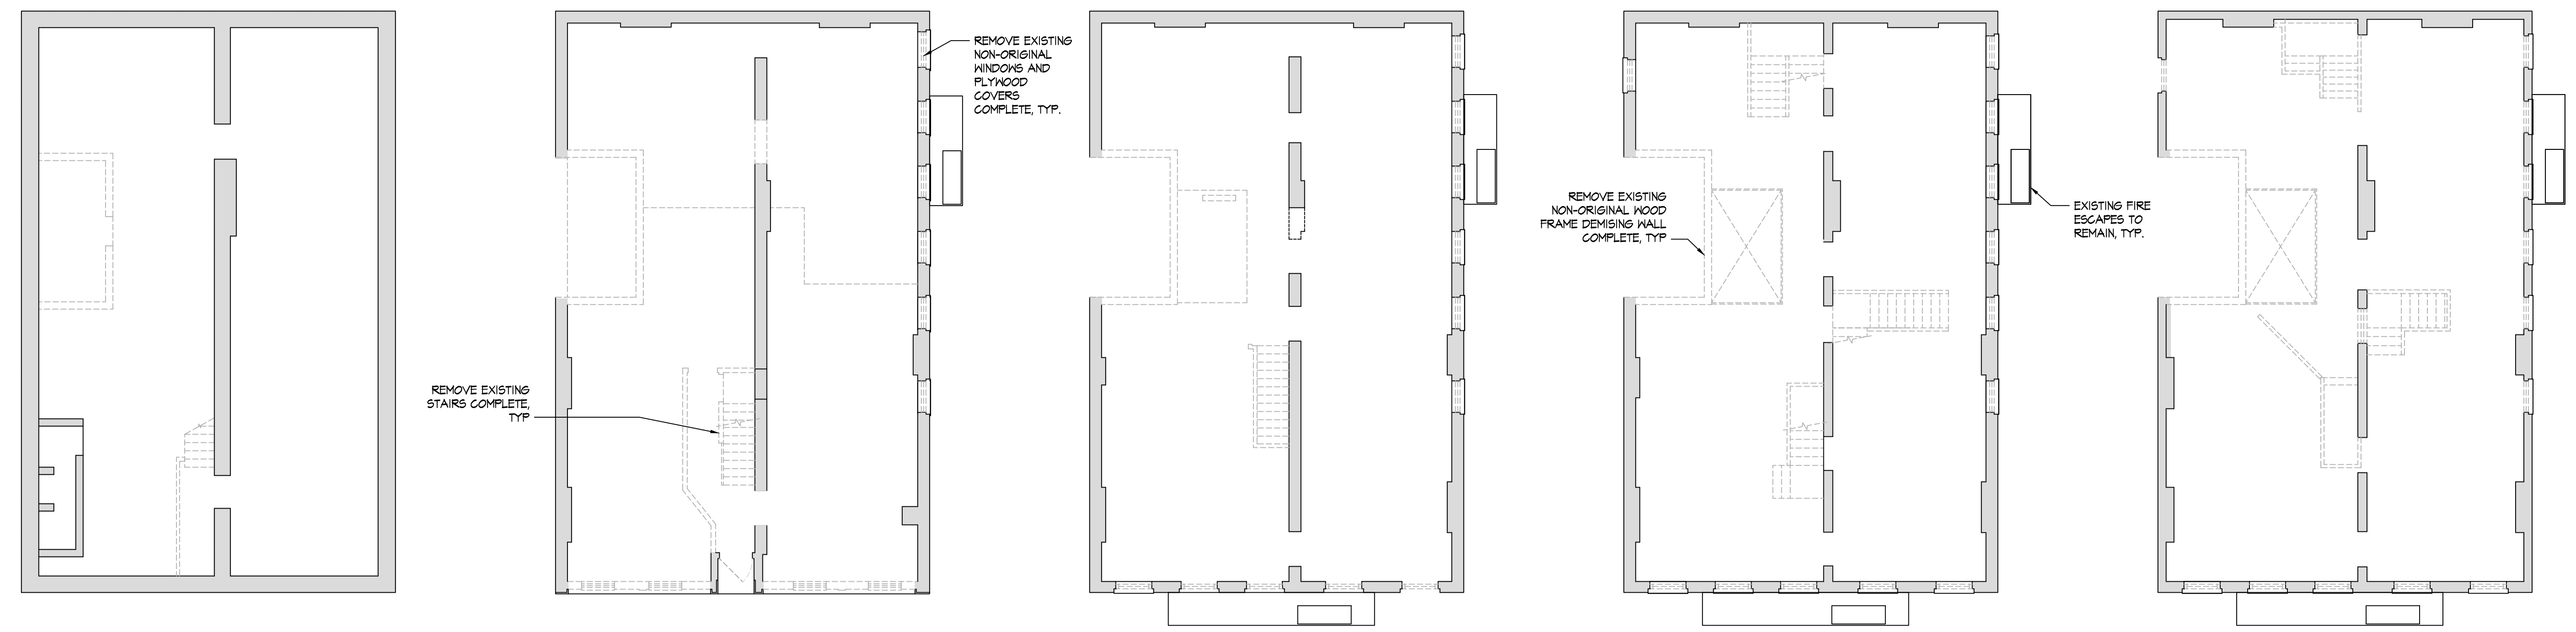 REMOVE EXISTING
NON-ORIGINAL
WINDOWS AND
PLYWOOD
COVERS
COMPLETE, TYP.
REMOVE EXISTING
STAIRS COMPLETE,
TYP
REMOVE EXISTING
NON-ORIGINAL WOOD
FRAME DEMISING WALL
COMPLETE, TYP
EXISTING FIRE
ESCAPES TO
REMAIN, TYP.